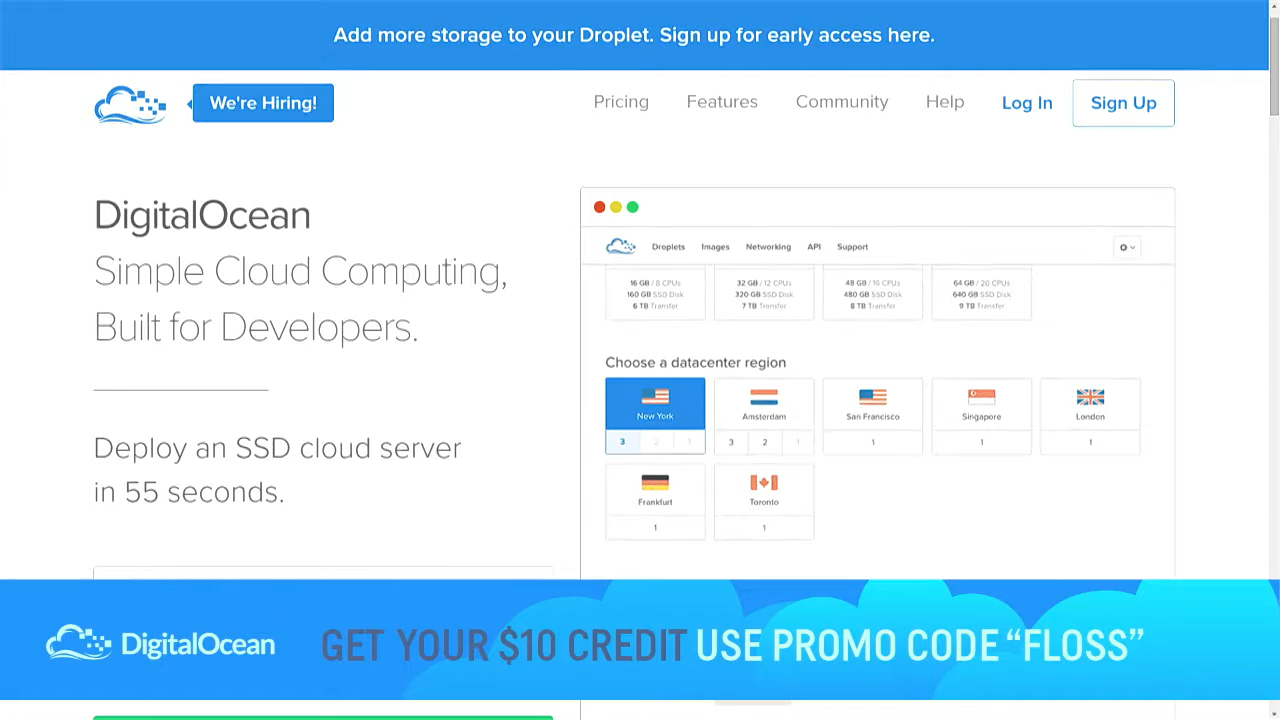 Add more storage to your Droplet. Sign up for early access here.
We're Hiring!
Pricing Features Community Help Log In Sign Up
DigitalOcean
Simple Cloud Computing,
Built for Developers.
Deploy an SSD cloud server
in 55 seconds.
Droplets Images Networking API Support
16 GB / 8 CPUs
160 GB SSD Disk
6 TB Transfer
32 GB / 12 CPUs
320 GB SSD Disk
7 TB Transfer
48 GB / 16 CPUs
480 GB SSD Disk
8 TB Transfer
64 GB / 20 CPUs
640 GB SSD Disk
9 TB Transfer
Choose a datacenter region
New York
3 2 1
Amsterdam
3 2 1
San Francisco
1
Singapore
1
London
1
Frankfurt
1
Toronto
1
DigitalOcean
GET YOUR $10 CREDIT USE PROMO CODE “FLOSS”